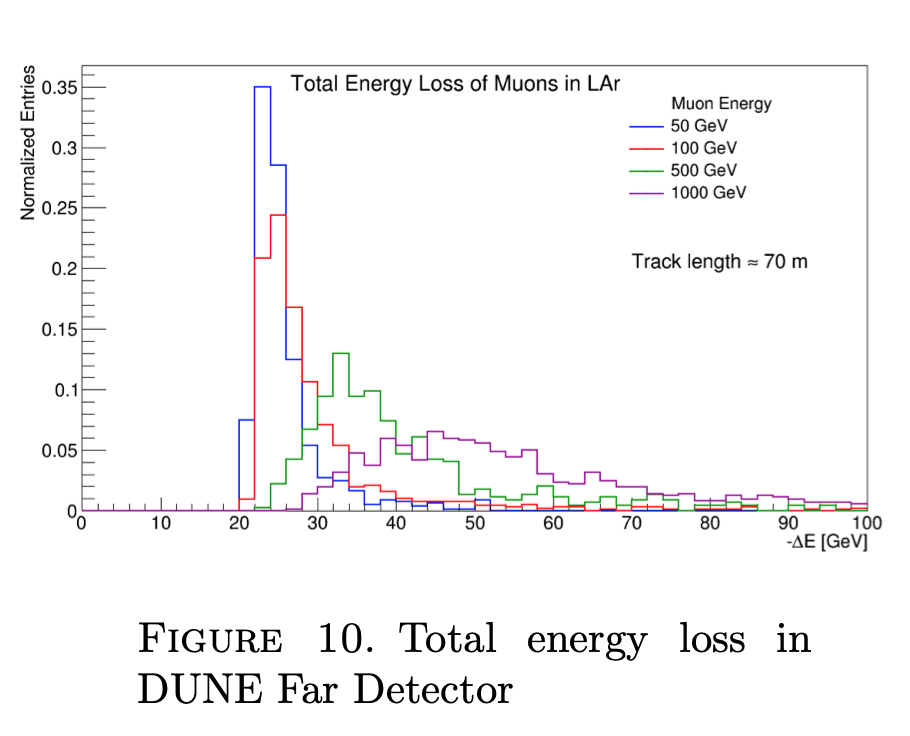 Total Energy Loss of Muons in LAr
Normalized Entries
0.35
0.3
0.25
0.2
0.15
0.1
0.05
0
Muon Energy
50 GeV
100 GeV
500 GeV
1000 GeV
Track length ≈ 70 m
0 10 20 30 40 50 60 70 80 90 100
-ΔE [GeV]
FIGURE 10. Total energy loss in
DUNE Far Detector